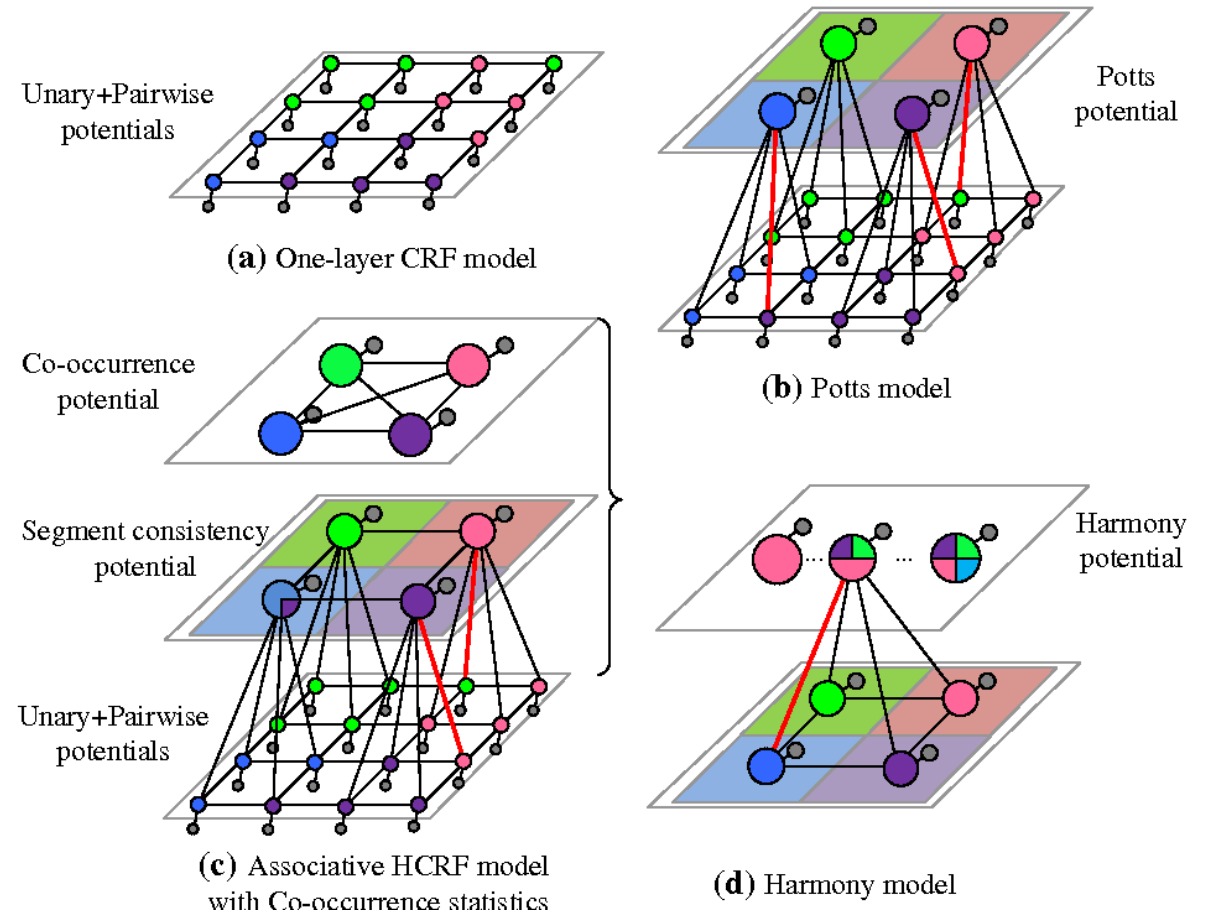 Unary+Pairwise
potentials
(a) One-layer CRF model
Potts
potential
(b) Potts model
Co-occurrence
potential
Segment consistency
potential
Unary+Pairwise
potentials
(c) Associative HCRF model
with Co-occurrence statistics
Harmony
potential
... ...
(d) Harmony model